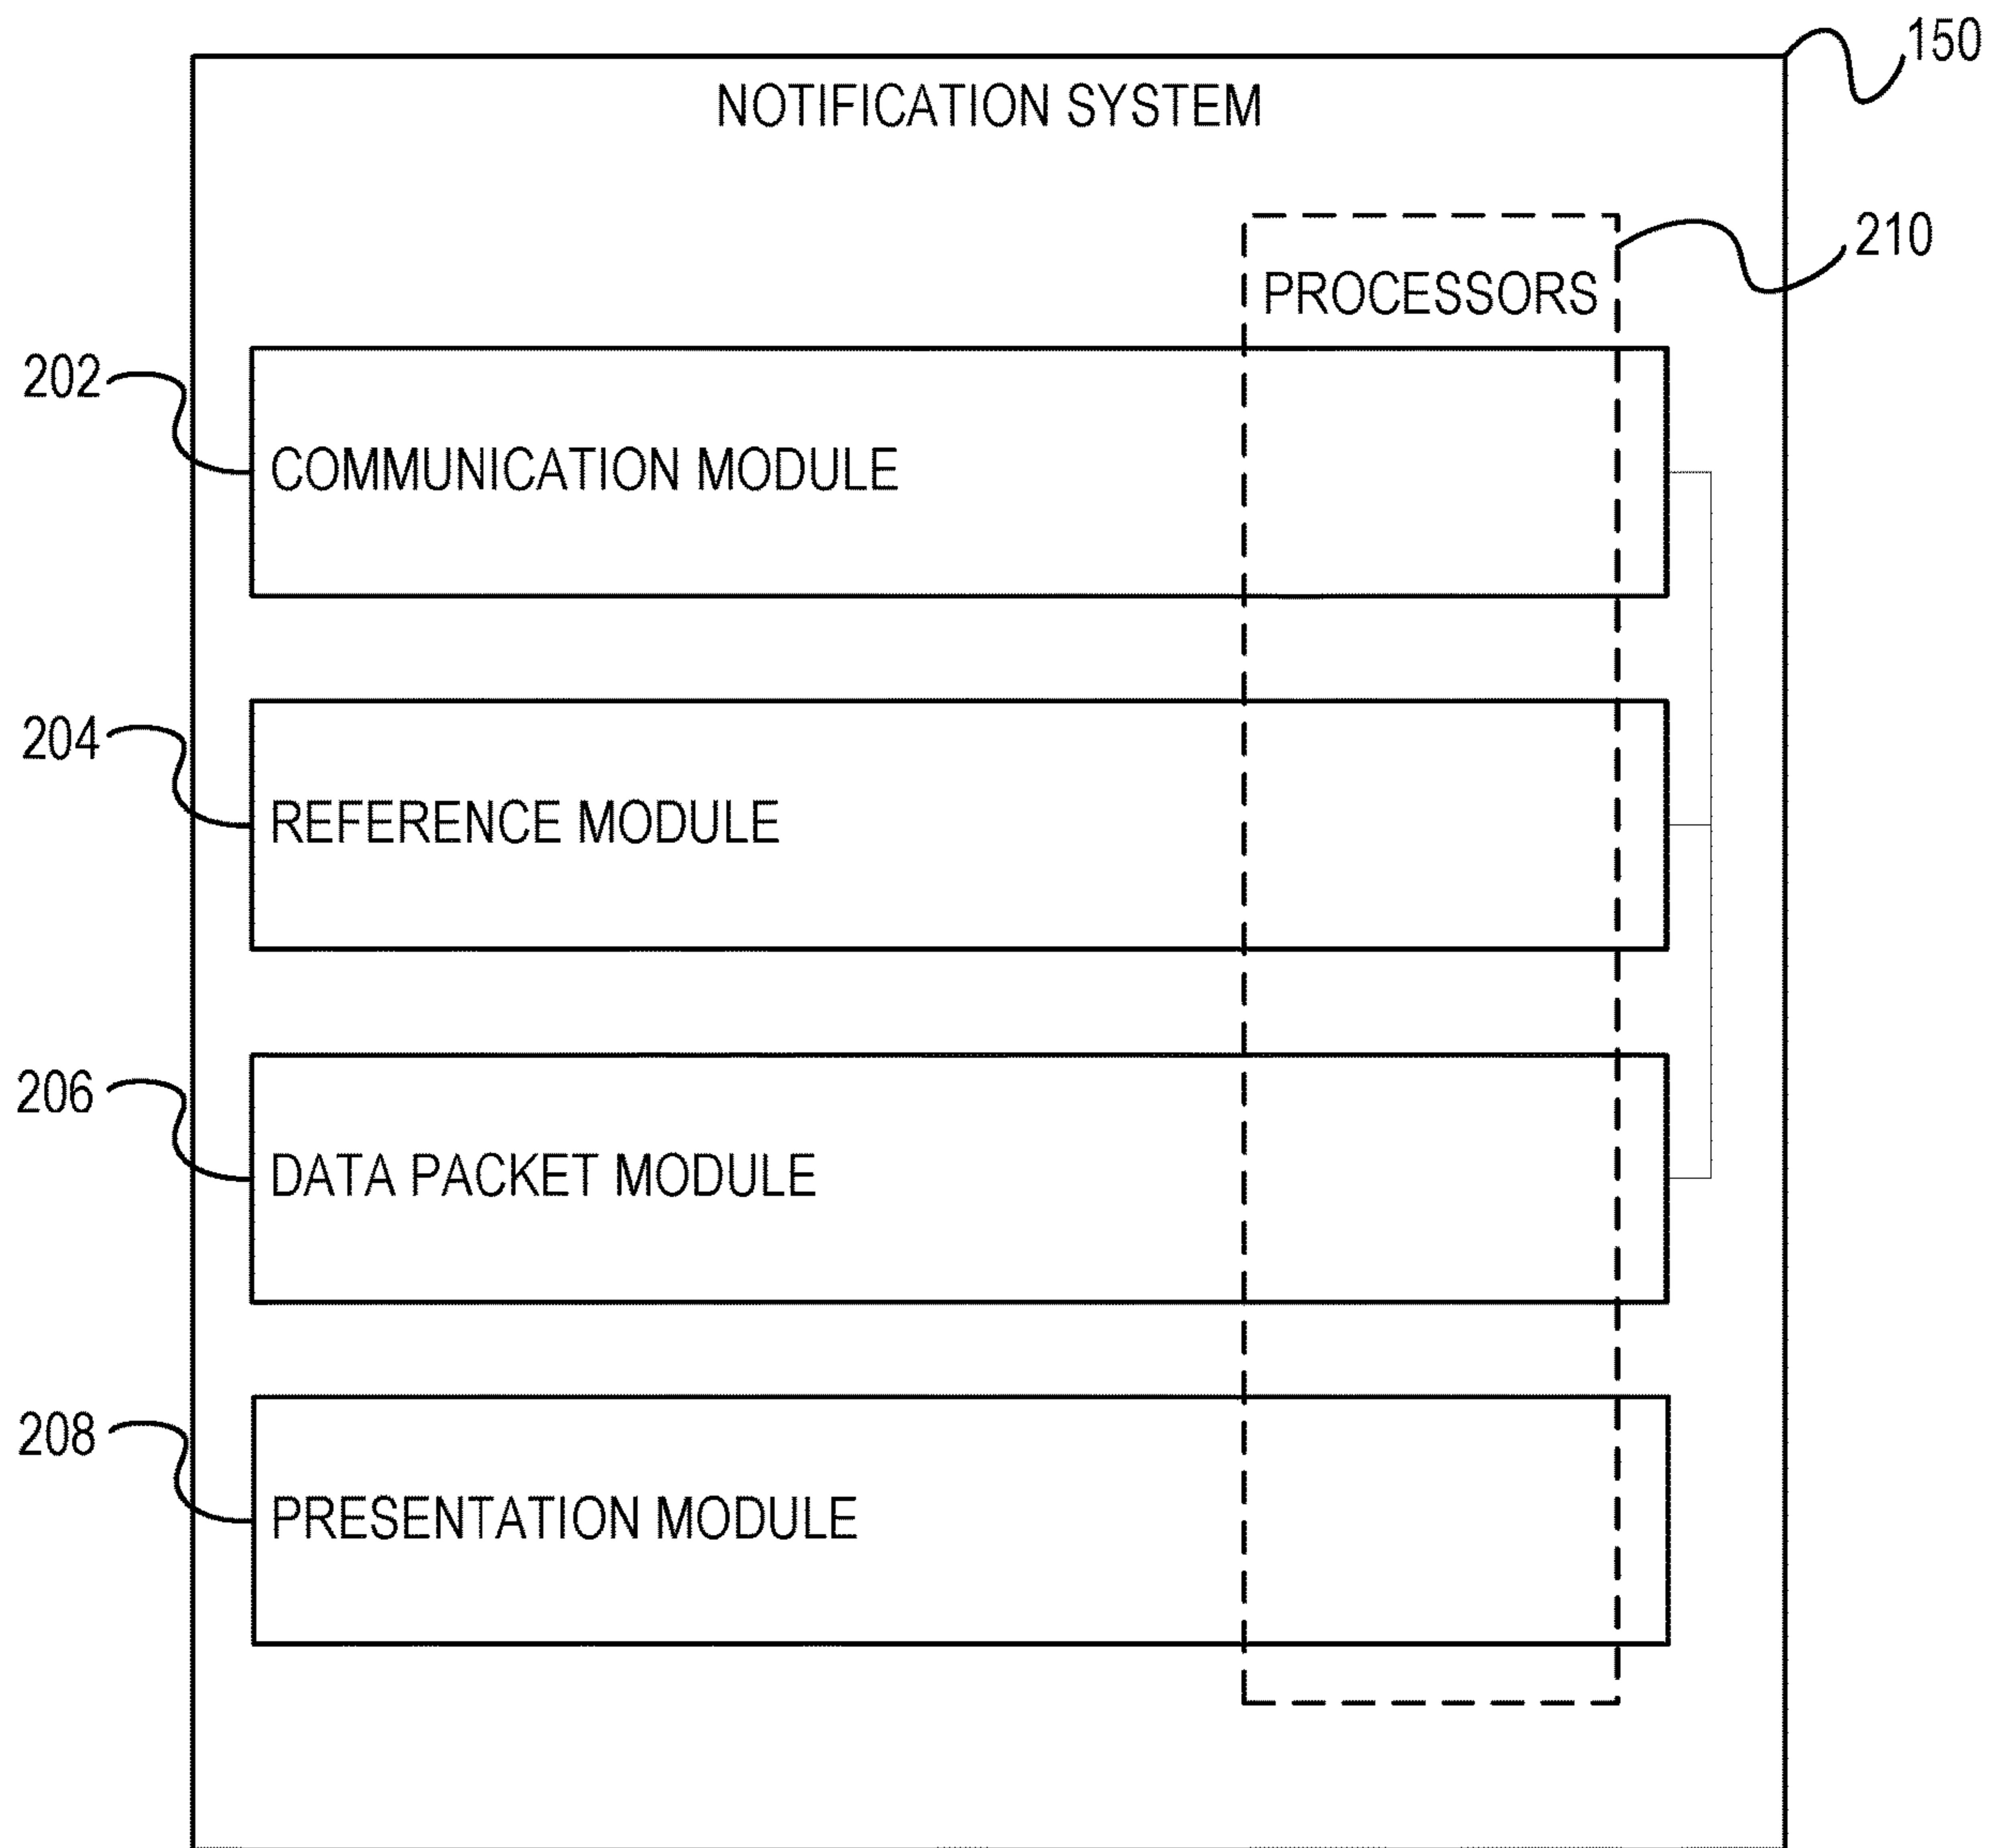 150
NOTIFICATION SYSTEM
210
PROCESSORS
202
COMMUNICATION MODULE
204
REFERENCE MODULE
206
DATA PACKET MODULE
208
PRESENTATION MODULE